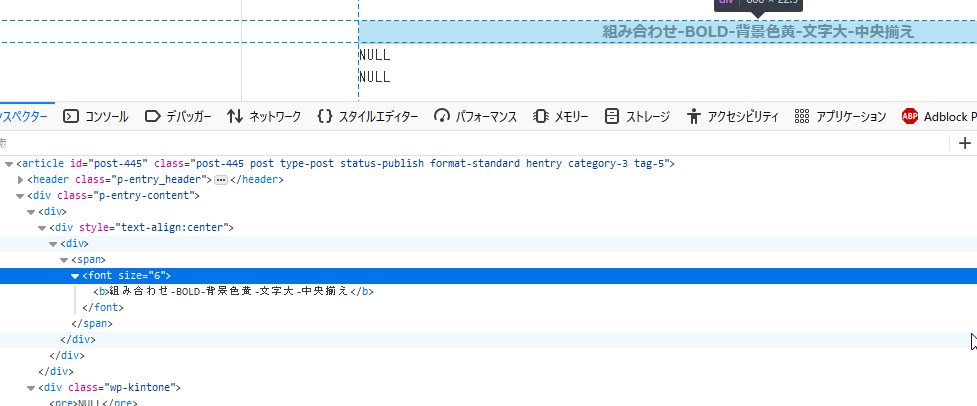 div 800 × 22.5
組み合わせ-BOLD-背景色黄-文字大-中央揃え
NULL
NULL
ンスペクター コンソール デバッガー ネットワーク {} スタイルエディター パフォーマンス メモリー ストレージ アクセシビリティ アプリケーション ABP Adblock P
索 +
<article id="post-445" class="post-445 post type-post status-publish format-standard hentry category-3 tag-5">
<header class="p-entry_header">…</header>
<div class="p-entry-content">
<div>
<div style="text-align:center">
<div>
<span>
<font size="6">
<b>組み合わせ-BOLD-背景色黄-文字大-中央揃え</b>
</font>
</span>
</div>
</div>
</div>
<div class="wp-kintone">
<pre>NULL</pre>